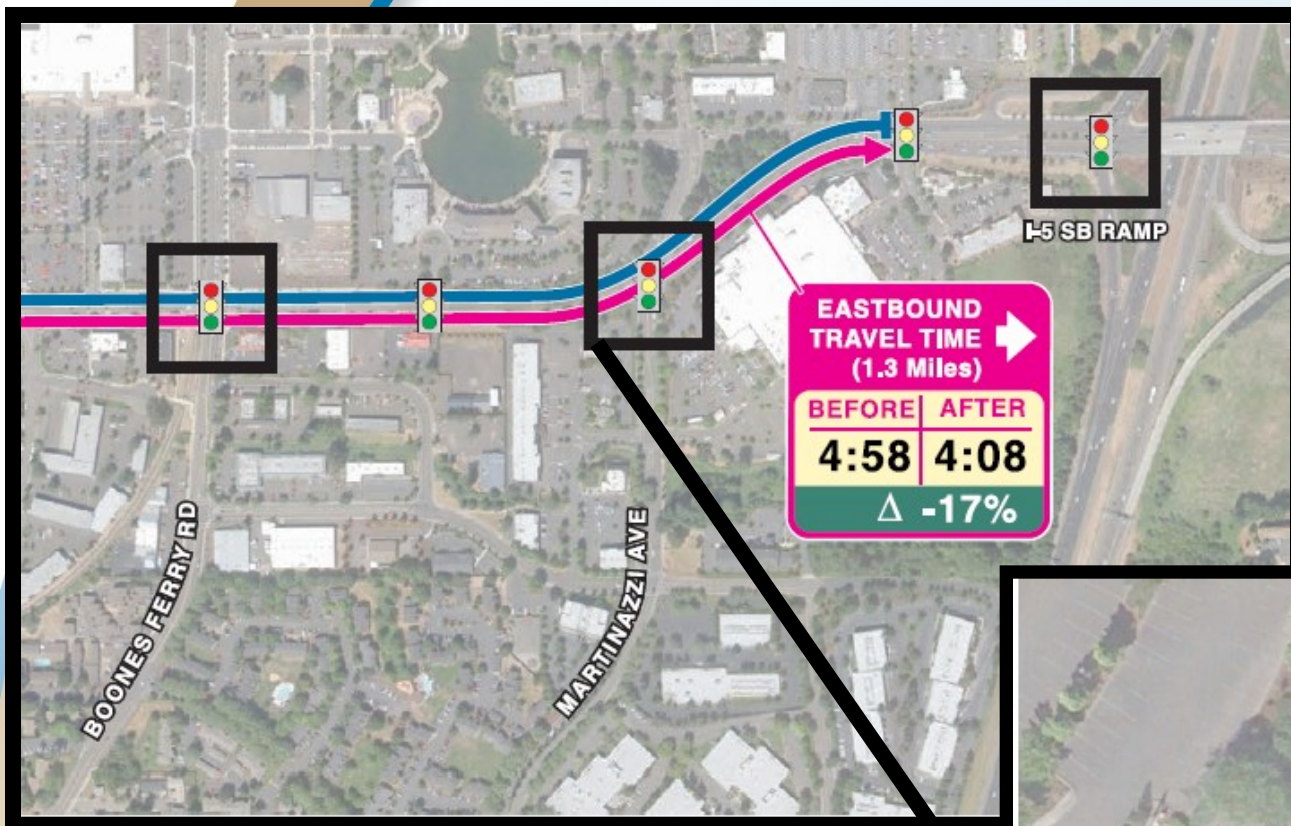 I-5 SB RAMP
EASTBOUND
TRAVEL TIME
(1.3 Miles)
BEFORE AFTER
4:58 4:08
Δ -17%
BOONES FERRY RD
MARTINAZZI AVE